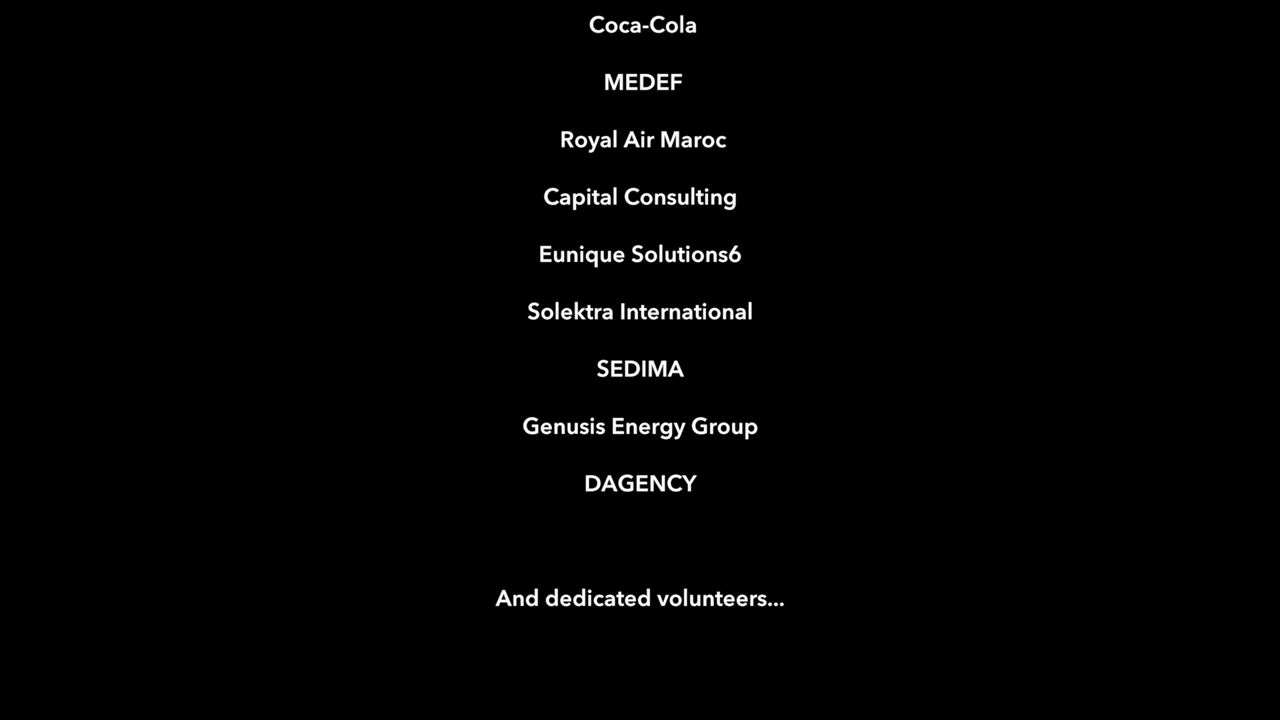 Coca-Cola
MEDEF
Royal Air Maroc
Capital Consulting
Eunique Solutions6
Solektra International
SEDIMA
Genusis Energy Group
DAGENCY
And dedicated volunteers...